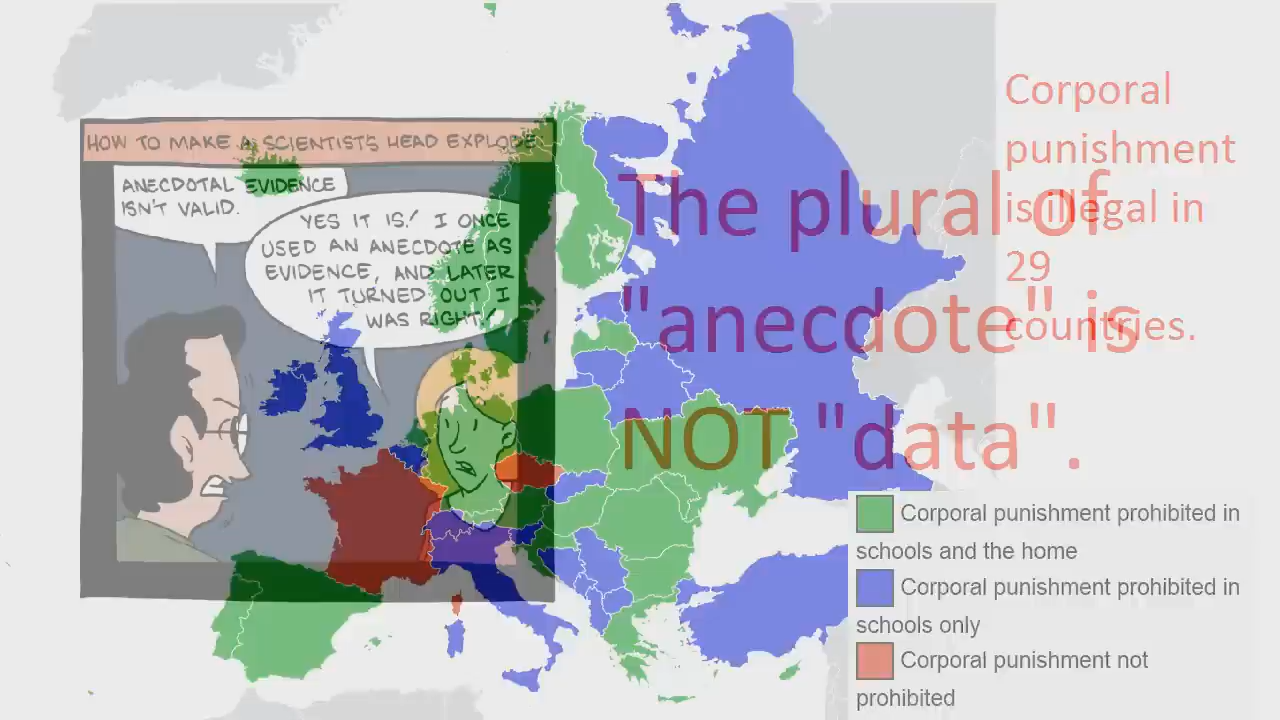 HOW TO MAKE A SCIENTIST'S HEAD EXPLODE:
ANECDOTAL EVIDENCE
ISN'T VALID.
YES IT IS! I ONCE
USED AN ANECDOTE AS
EVIDENCE, AND LATER
IT TURNED OUT I
WAS RIGHT!
The plural of
"anecdote" is
NOT "data".
Corporal
punishment
is illegal in
29
countries.
Corporal punishment prohibited in
schools and the home
Corporal punishment prohibited in
schools only
Corporal punishment not
prohibited